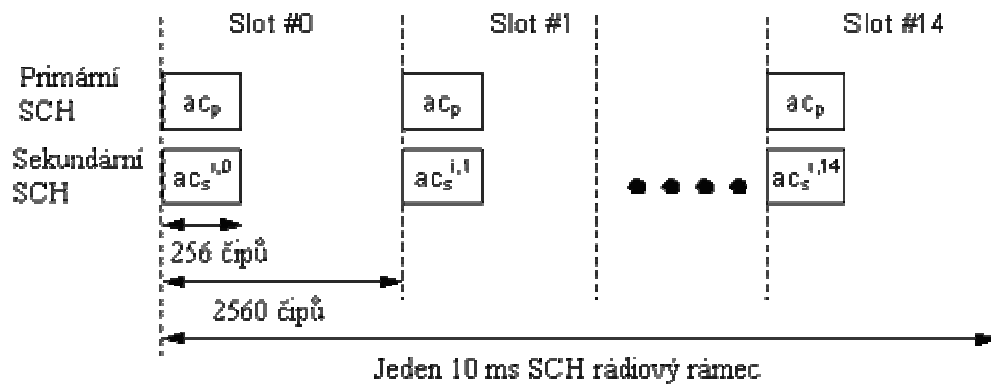 Slot #0 Slot #1 Slot #14
Primární
SCH
ac_p ac_p ac_p
Sekundární
SCH
ac_s^i,0 ac_s^i,1 ac_s^i,14
256 čipů
2560 čipů
Jeden 10 ms SCH rádiový rámec